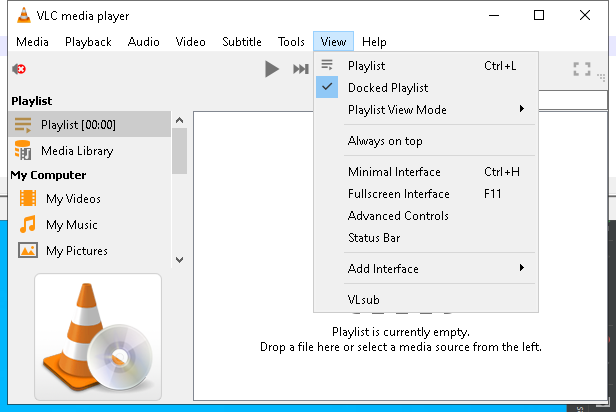 VLC media player
Media Playback Audio Video Subtitle Tools View Help
Playlist Ctrl+L
Docked Playlist
Playlist View Mode
Always on top
Minimal Interface Ctrl+H
Fullscreen Interface F11
Advanced Controls
Status Bar
Add Interface
VLsub
Playlist
Playlist [00:00]
Media Library
My Computer
My Videos
My Music
My Pictures
Playlist is currently empty.
Drop a file here or select a media source from the left.